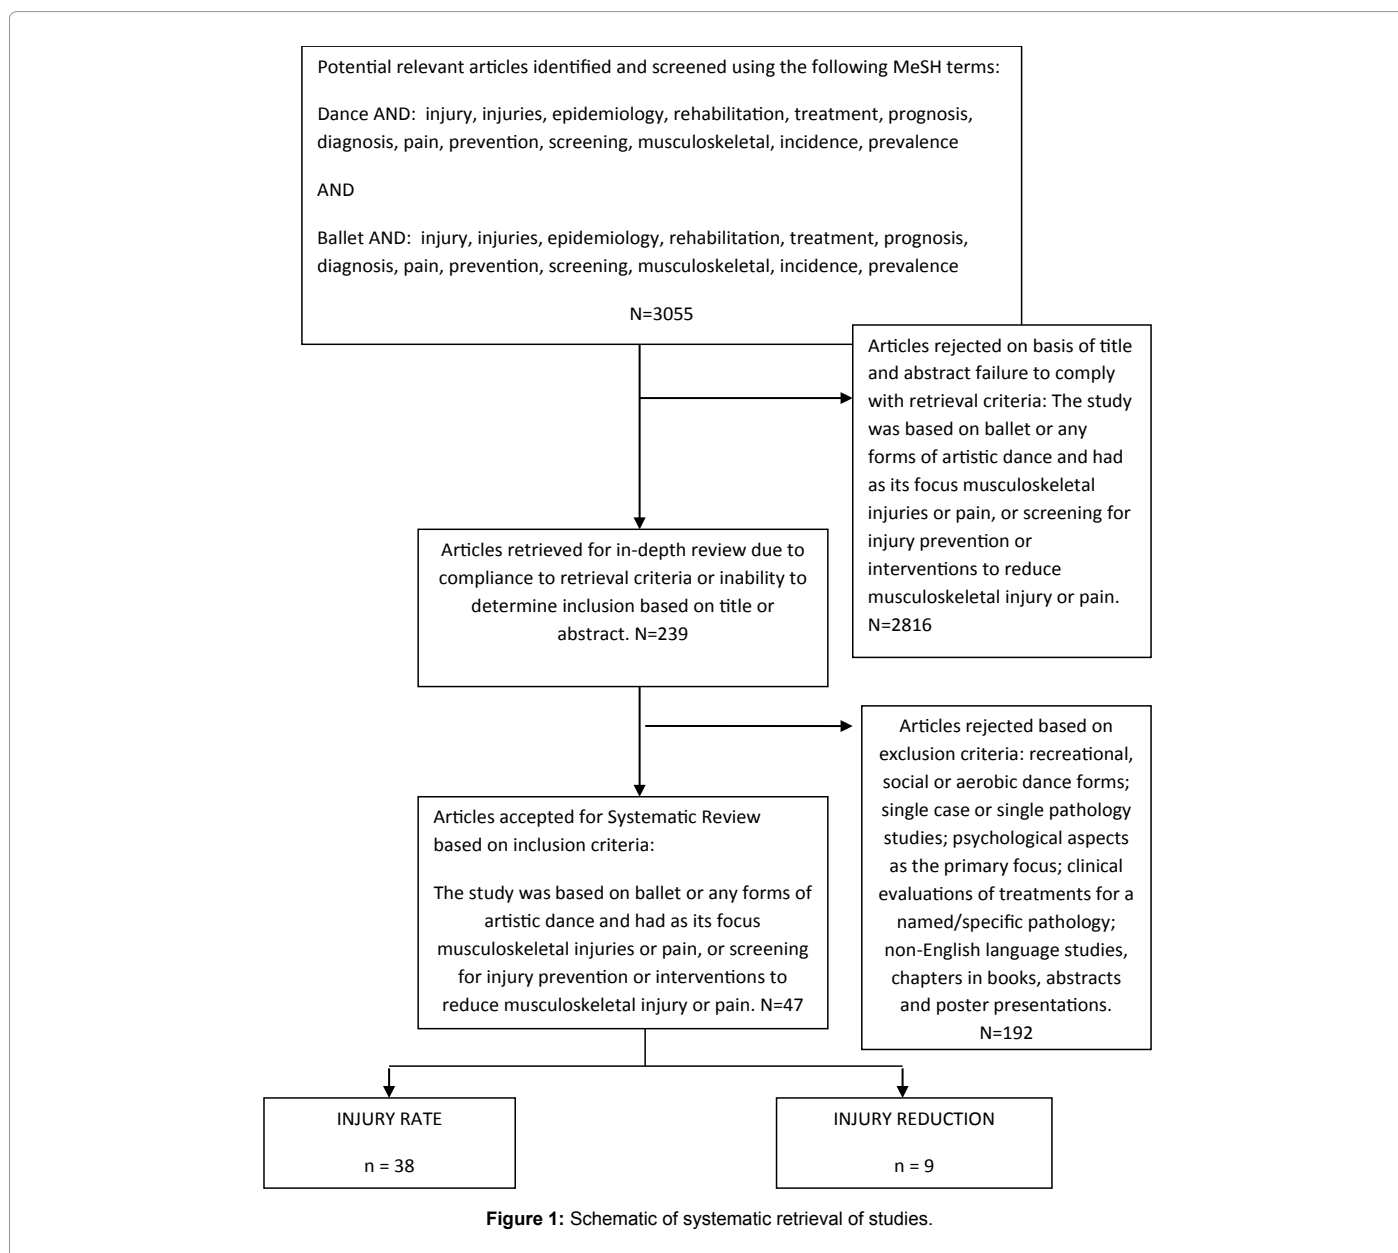 Potential relevant articles identified and screened using the following MeSH terms:
Dance AND:  injury, injuries, epidemiology, rehabilitation, treatment, prognosis,
diagnosis, pain, prevention, screening, musculoskeletal, incidence, prevalence
AND
Ballet AND:  injury, injuries, epidemiology, rehabilitation, treatment, prognosis,
diagnosis, pain, prevention, screening, musculoskeletal, incidence, prevalence
N=3055
Articles rejected on basis of title
and abstract failure to comply
with retrieval criteria: The study
was based on ballet or any
forms of artistic dance and had
as its focus musculoskeletal
injuries or pain, or screening for
injury prevention or
interventions to reduce
musculoskeletal injury or pain.
N=2816
Articles retrieved for in-depth review due to
compliance to retrieval criteria or inability to
determine inclusion based on title or
abstract. N=239
Articles rejected based on
exclusion criteria: recreational,
social or aerobic dance forms;
single case or single pathology
studies; psychological aspects
as the primary focus; clinical
evaluations of treatments for a
named/specific pathology;
non-English language studies,
chapters in books, abstracts
and poster presentations.
N=192
Articles accepted for Systematic Review
based on inclusion criteria:
The study was based on ballet or any forms of
artistic dance and had as its focus
musculoskeletal injuries or pain, or screening
for injury prevention or interventions to
reduce musculoskeletal injury or pain. N=47
INJURY RATE
n = 38
INJURY REDUCTION
n = 9
Figure 1: Schematic of systematic retrieval of studies.